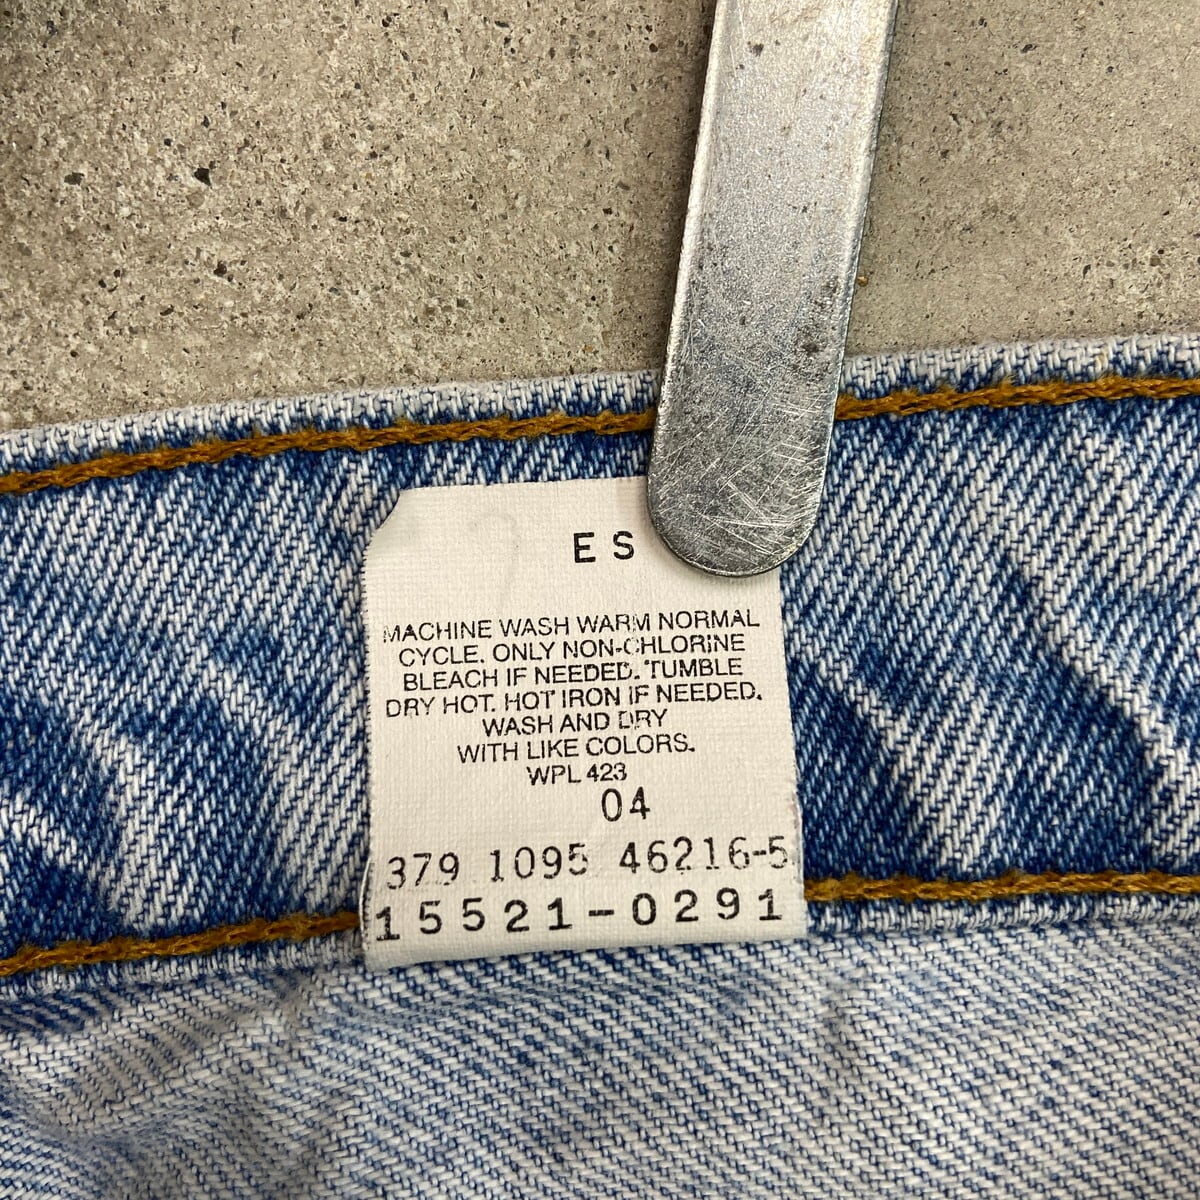 E S
MACHINE WASH WARM NORMAL
CYCLE. ONLY NON-CHLORINE
BLEACH IF NEEDED. TUMBLE
DRY HOT. HOT IRON IF NEEDED.
WASH AND DRY
WITH LIKE COLORS.
WPL 423
04
379 1095 46216-5
15521-0291